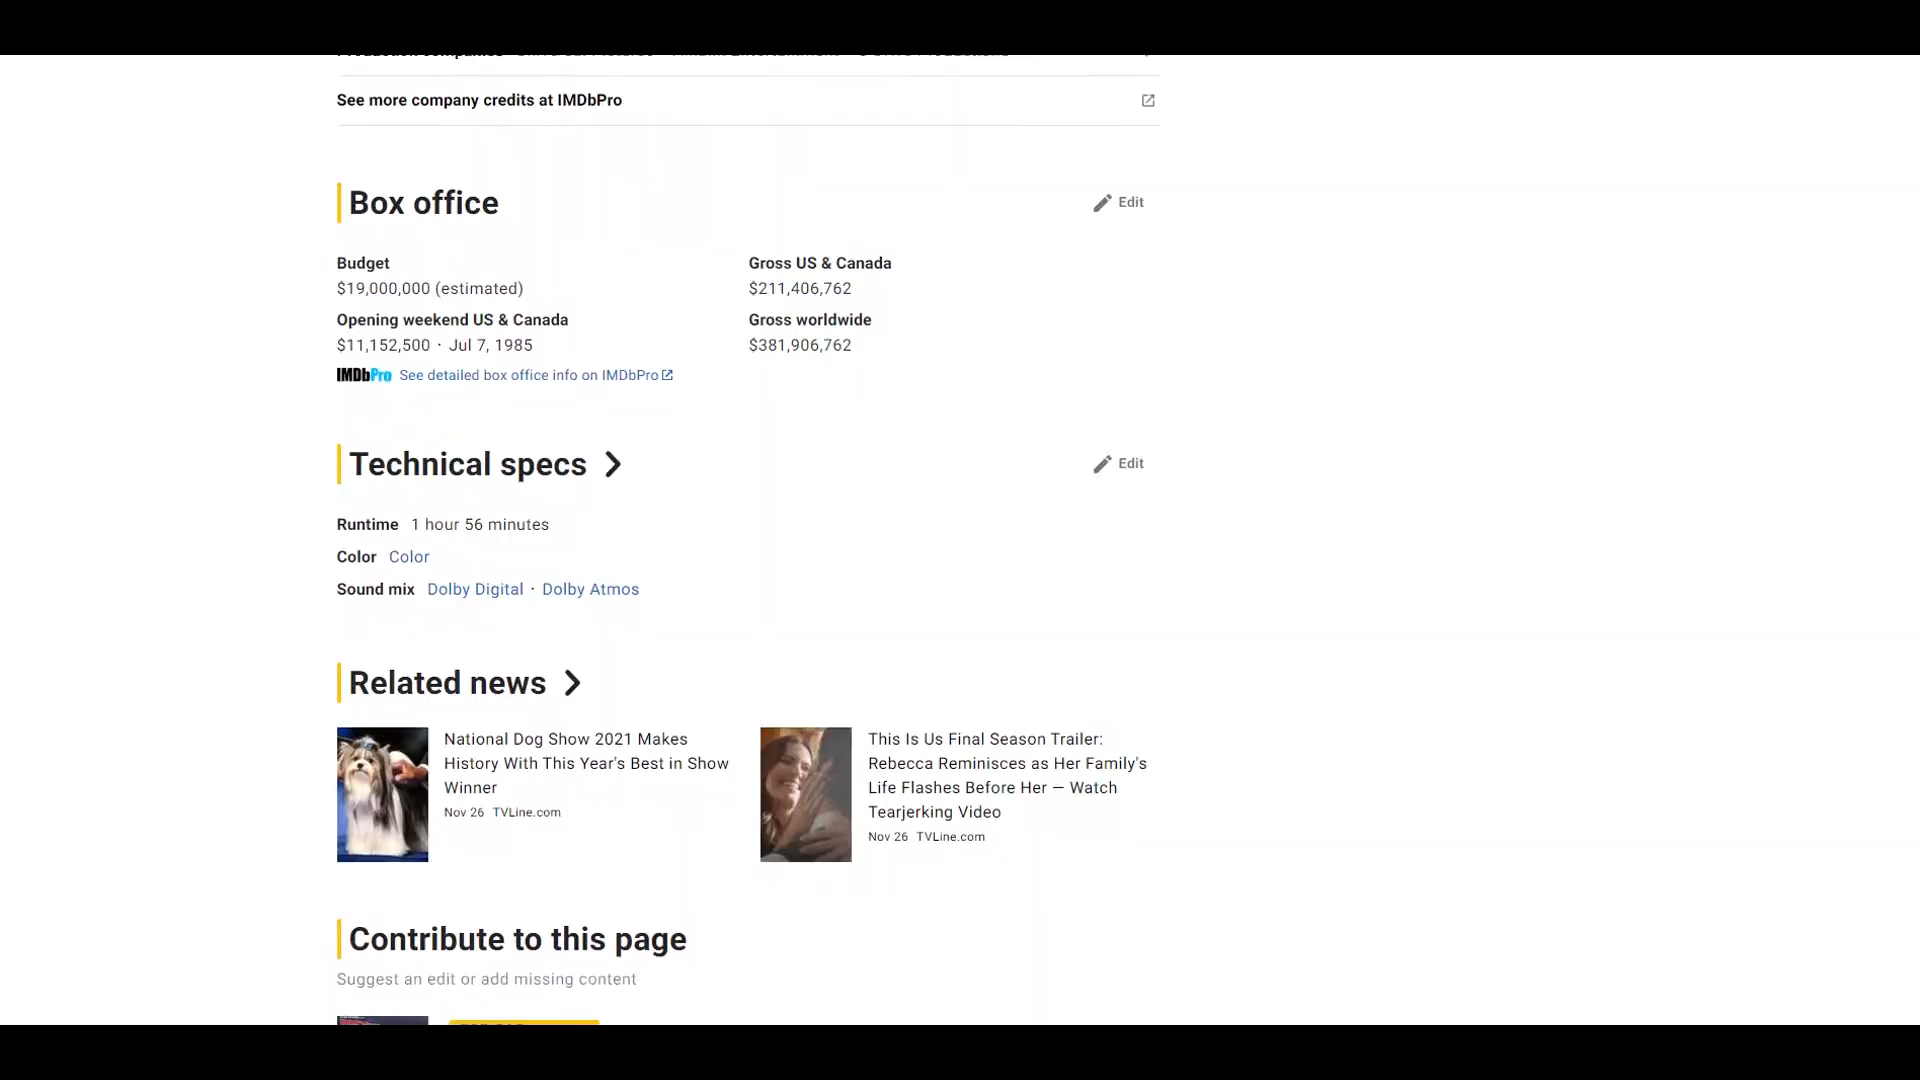 See more company credits at IMDbPro
Box office
Edit
Budget
$19,000,000 (estimated)
Gross US & Canada
$211,406,762
Opening weekend US & Canada
$11,152,500 · Jul 7, 1985
Gross worldwide
$381,906,762
IMDbPro See detailed box office info on IMDbPro
Technical specs
Edit
Runtime 1 hour 56 minutes
Color Color
Sound mix Dolby Digital · Dolby Atmos
Related news
National Dog Show 2021 Makes
History With This Year's Best in Show
Winner
Nov 26 TVLine.com
This Is Us Final Season Trailer:
Rebecca Reminisces as Her Family's
Life Flashes Before Her — Watch
Tearjerking Video
Nov 26 TVLine.com
Contribute to this page
Suggest an edit or add missing content